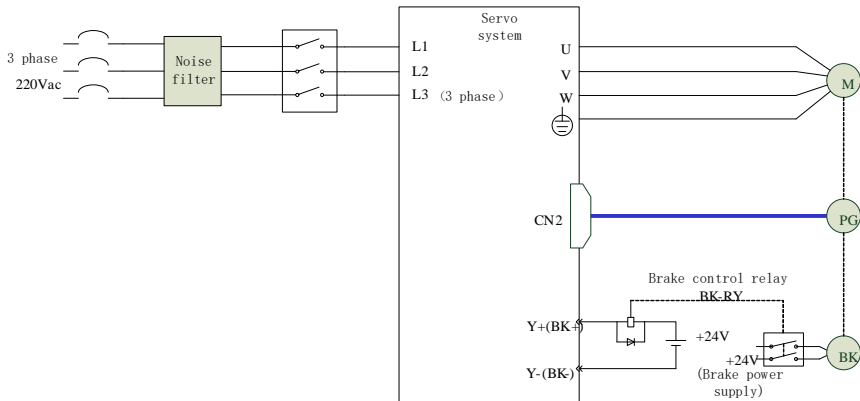 Servo
system
3 phase
220Vac
Noise
filter
L1
L2
L3 (3 phase)
U
V
W
M
CN2
PG
Brake control relay
BK-RY
Y+(BK+)
+24V
Y-(BK-)
+24V
(Brake power
supply)
BK